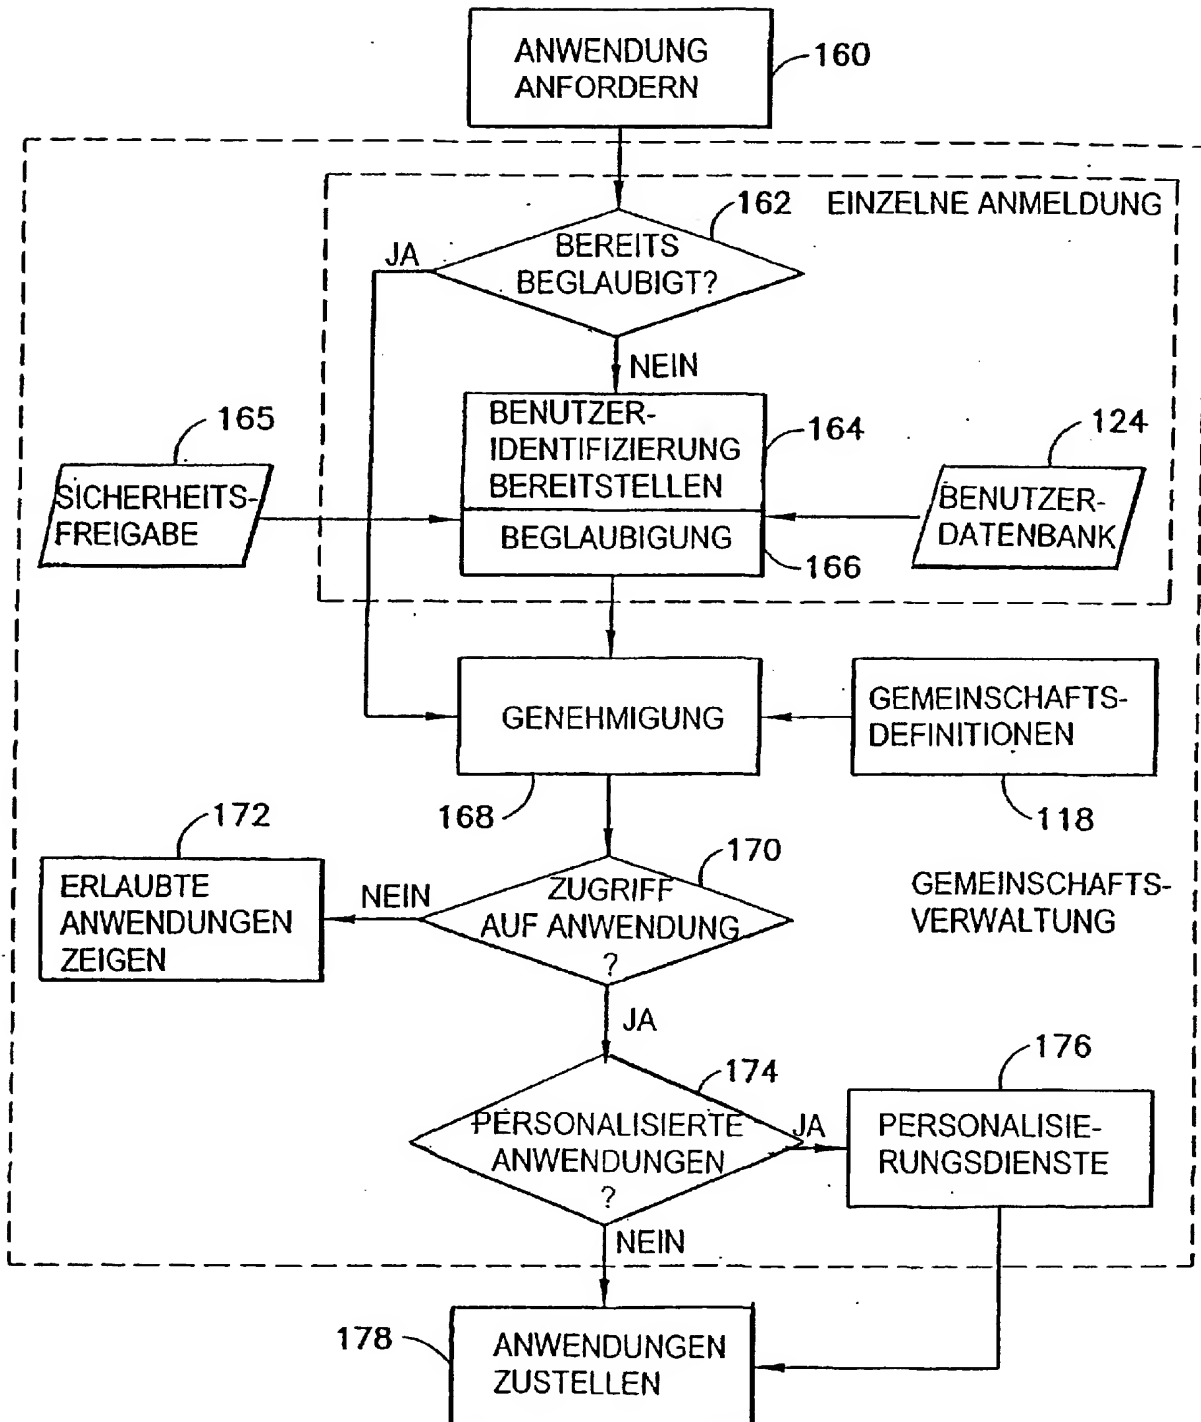 ANWENDUNG
ANFORDERN
160
162 EINZELNE ANMELDUNG
BEREITS
BEGLAUBIGT?
JA
NEIN
165
SICHERHEITS-
FREIGABE
BENUTZER-
IDENTIFIZIERUNG
BEREITSTELLEN
164
BEGLAUBIGUNG
166
124
BENUTZER-
DATENBANK
GENEHMIGUNG
168
GEMEINSCHAFTS-
DEFINITIONEN
118
172
ERLAUBTE
ANWENDUNGEN
ZEIGEN
NEIN
170
ZUGRIFF
AUF ANWENDUNG
?
GEMEINSCHAFTS-
VERWALTUNG
JA
174
PERSONALISIERTE
ANWENDUNGEN
?
JA
176
PERSONALISIE-
RUNGSDIENSTE
NEIN
178
ANWENDUNGEN
ZUSTELLEN